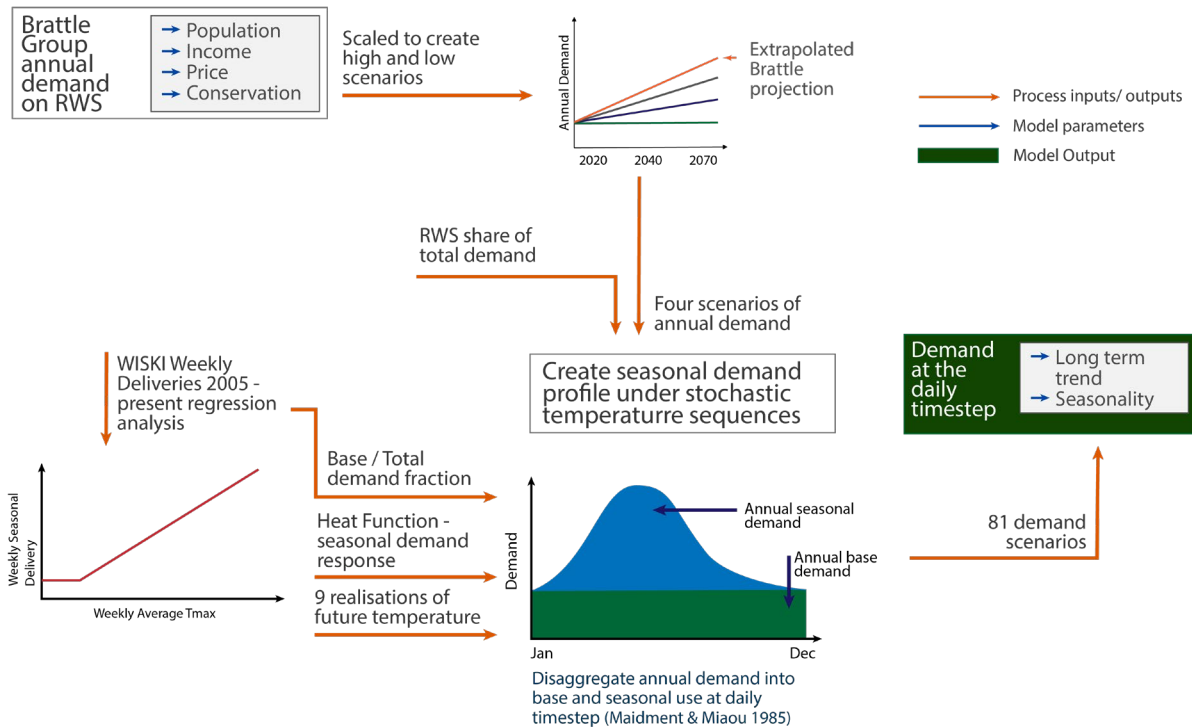 Brattle
Group
annual
demand
on RWS
Population
Income
Price
Conservation
Scaled to create
high and low
scenarios
Annual Demand
2020 2040 2070
Extrapolated
Brattle
projection
Process inputs/ outputs
Model parameters
Model Output
RWS share of
total demand
Four scenarios of
annual demand
WISKI Weekly
Deliveries 2005 -
present regression
analysis
Create seasonal demand
profile under stochastic
temperaturre sequences
Demand
at the
daily
timestep
Long term
trend
Seasonality
Weekly Seasonal
Delivery
Weekly Average Tmax
Base / Total
demand fraction
Heat Function -
seasonal demand
response
9 realisations of
future temperature
Demand
Annual seasonal
demand
Annual base
demand
Jan Dec
81 demand
scenarios
Disaggregate annual demand into
base and seasonal use at daily
timestep (Maidment & Miaou 1985)